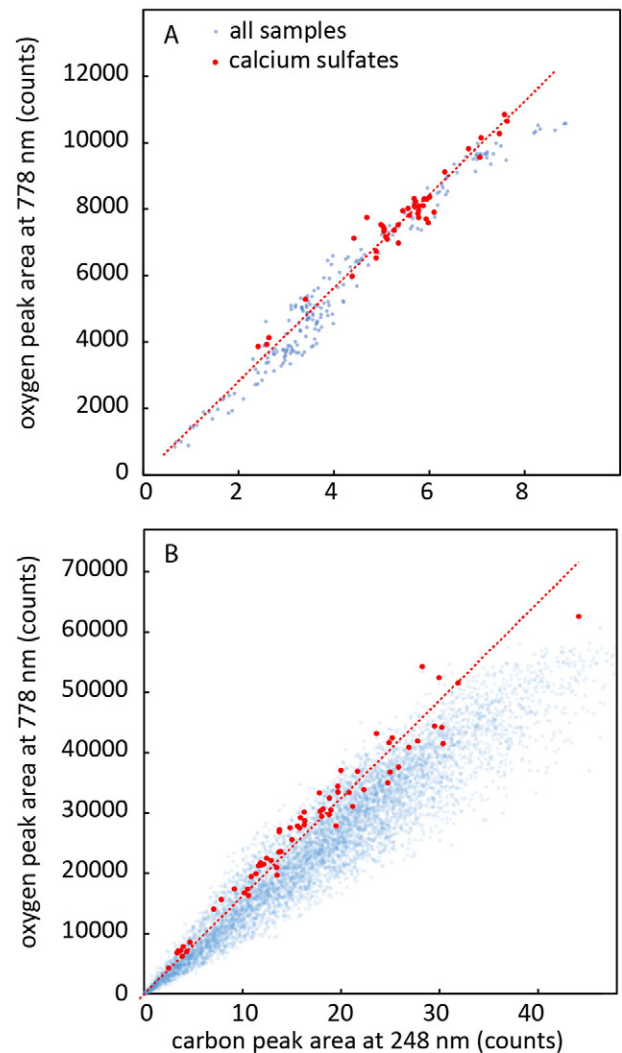 A
all samples
calcium sulfates
oxygen peak area at 778 nm (counts)
12000
10000
8000
6000
4000
2000
0
0 2 4 6 8
B
oxygen peak area at 778 nm (counts)
70000
60000
50000
40000
30000
20000
10000
0
0 10 20 30 40
carbon peak area at 248 nm (counts)